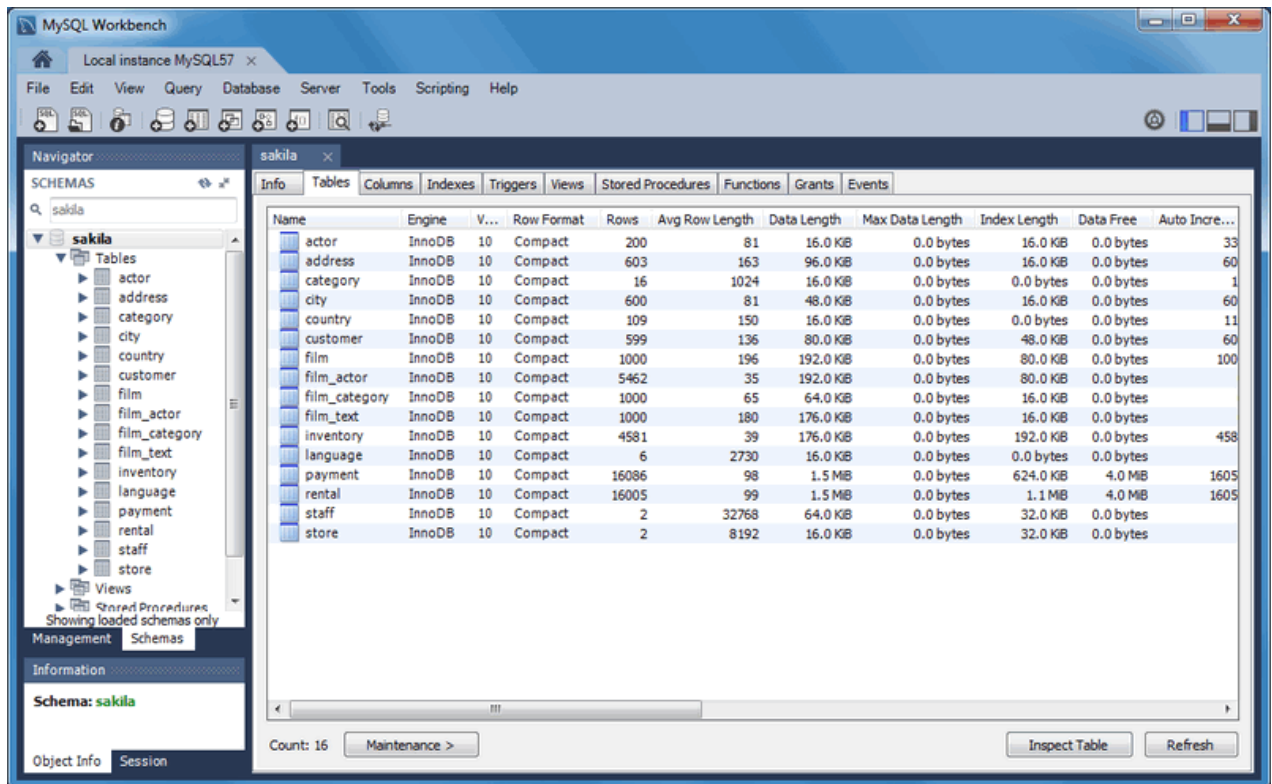 MySQL Workbench
Local instance MySQL57
File Edit View Query Database Server Tools Scripting Help
Navigator
SCHEMAS
sakila
sakila
Tables
actor
address
category
city
country
customer
film
film_actor
film_category
film_text
inventory
language
payment
rental
staff
store
Views
Stored Procedures
Showing loaded schemas only
Management Schemas
Information
Schema: sakila
Object Info Session
sakila
Info Tables Columns Indexes Triggers Views Stored Procedures Functions Grants Events
Name Engine V... Row Format Rows Avg Row Length Data Length Max Data Length Index Length Data Free Auto Incre...
actor InnoDB 10 Compact 200 81 16.0 KiB 0.0 bytes 16.0 KiB 0.0 bytes 33
address InnoDB 10 Compact 603 163 96.0 KiB 0.0 bytes 16.0 KiB 0.0 bytes 60
category InnoDB 10 Compact 16 1024 16.0 KiB 0.0 bytes 0.0 bytes 0.0 bytes 1
city InnoDB 10 Compact 600 81 48.0 KiB 0.0 bytes 16.0 KiB 0.0 bytes 60
country InnoDB 10 Compact 109 150 16.0 KiB 0.0 bytes 0.0 bytes 0.0 bytes 11
customer InnoDB 10 Compact 599 136 80.0 KiB 0.0 bytes 48.0 KiB 0.0 bytes 60
film InnoDB 10 Compact 1000 196 192.0 KiB 0.0 bytes 80.0 KiB 0.0 bytes 100
film_actor InnoDB 10 Compact 5462 35 192.0 KiB 0.0 bytes 80.0 KiB 0.0 bytes
film_category InnoDB 10 Compact 1000 65 64.0 KiB 0.0 bytes 16.0 KiB 0.0 bytes
film_text InnoDB 10 Compact 1000 180 176.0 KiB 0.0 bytes 16.0 KiB 0.0 bytes
inventory InnoDB 10 Compact 4581 39 176.0 KiB 0.0 bytes 192.0 KiB 0.0 bytes 458
language InnoDB 10 Compact 6 2730 16.0 KiB 0.0 bytes 0.0 bytes 0.0 bytes
payment InnoDB 10 Compact 16086 98 1.5 MiB 0.0 bytes 624.0 KiB 4.0 MiB 1605
rental InnoDB 10 Compact 16005 99 1.5 MiB 0.0 bytes 1.1 MiB 4.0 MiB 1605
staff InnoDB 10 Compact 2 32768 64.0 KiB 0.0 bytes 32.0 KiB 0.0 bytes
store InnoDB 10 Compact 2 8192 16.0 KiB 0.0 bytes 32.0 KiB 0.0 bytes
Count: 16 Maintenance > Inspect Table Refresh